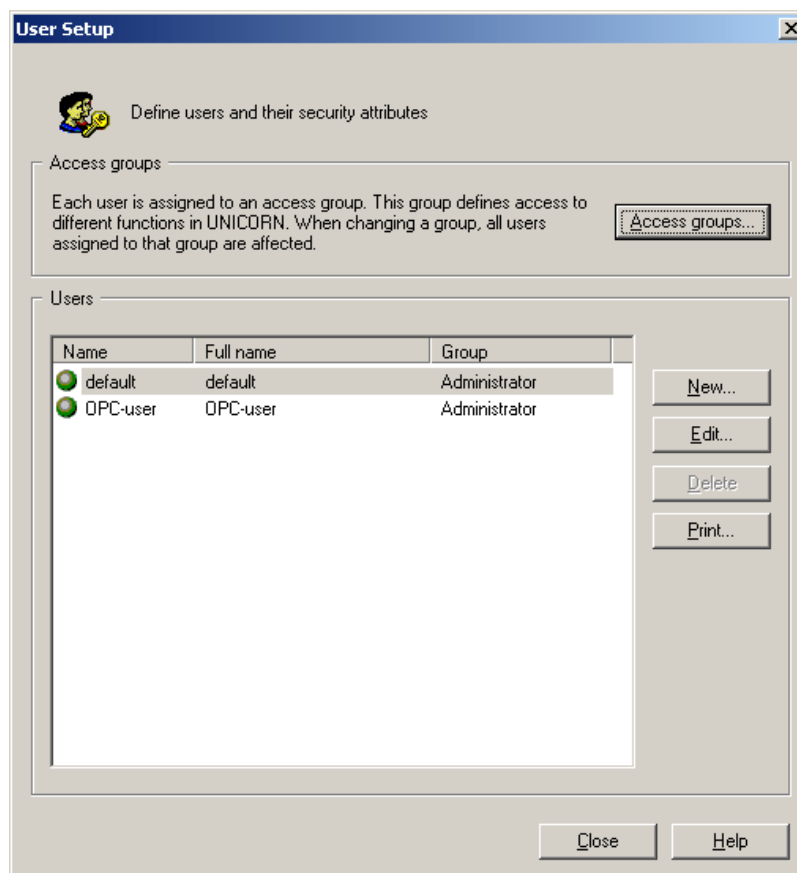 User Setup
Define users and their security attributes
Access groups
Each user is assigned to an access group. This group defines access to
different functions in UNICORN. When changing a group, all users
assigned to that group are affected.
Access groups...
Users
Name Full name Group
default default Administrator
OPC-user OPC-user Administrator
New...
Edit...
Delete
Print...
Close Help